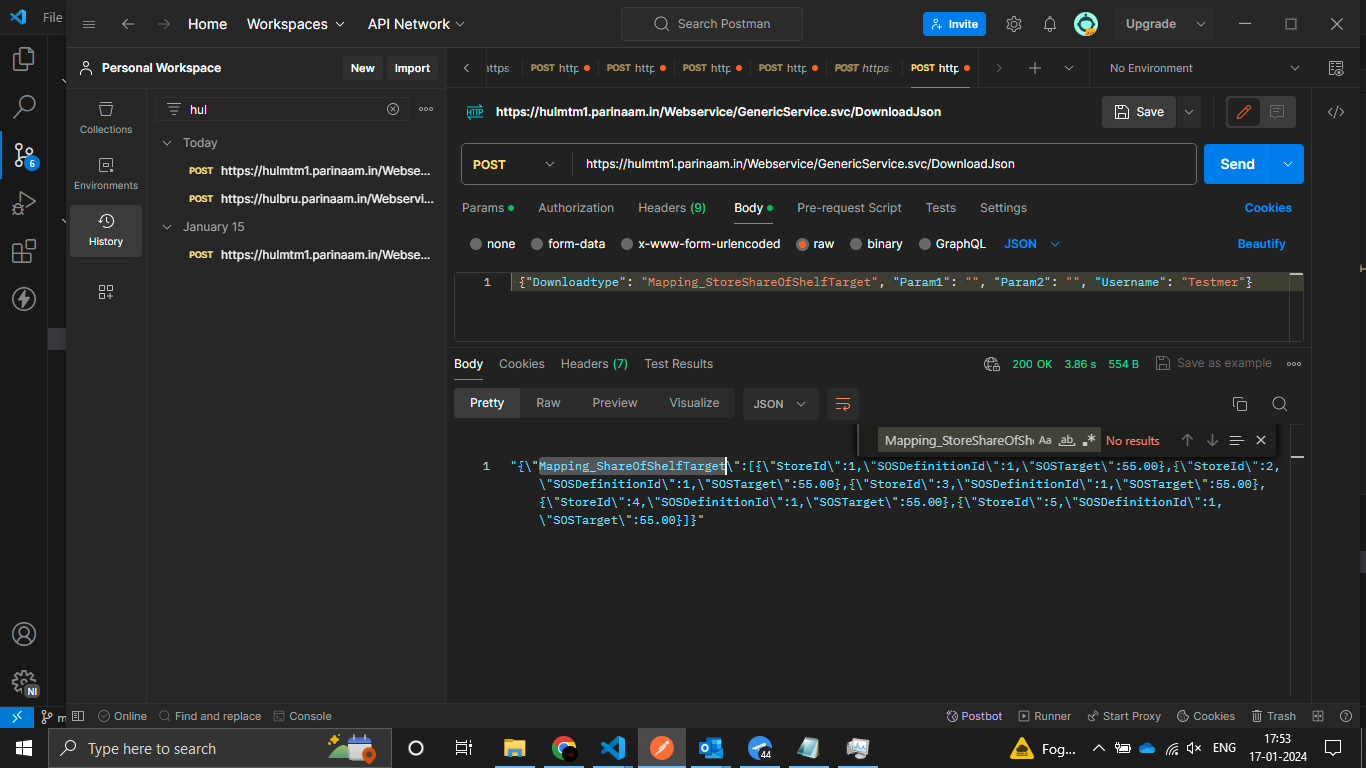 File
Home
Workspaces
API Network
Search Postman
Invite
Upgrade
Personal Workspace
New
Import
https:
POST http
POST http
POST http
POST http
POST https:
POST http
No Environment
Collections
Environments
History
hul
Today
POST https://hulmtm1.parinaam.in/Webse...
POST https://hulbru.parinaam.in/Webservi...
January 15
POST https://hulmtm1.parinaam.in/Webse...
HTTP https://hulmtm1.parinaam.in/Webservice/GenericService.svc/DownloadJson
Save
POST https://hulmtm1.parinaam.in/Webservice/GenericService.svc/DownloadJson
Send
Params Authorization Headers (9) Body Pre-request Script Tests Settings Cookies
none form-data x-www-form-urlencoded raw binary GraphQL JSON Beautify
1 {"Downloadtype": "Mapping_StoreShareOfShelfTarget", "Param1": "", "Param2": "", "Username": "Testmer"}
Body Cookies Headers (7) Test Results
200 OK 3.86 s 554 B Save as example
Pretty Raw Preview Visualize JSON
Mapping_StoreShareOfShe Aa ab .* No results
1 "{\"Mapping_ShareOfShelfTarget\":[{\"StoreId\":1,\"SOSDefinitionId\":1,\"SOSTarget\":55.00},{\"StoreId\":2,
\"SOSDefinitionId\":1,\"SOSTarget\":55.00},{\"StoreId\":3,\"SOSDefinitionId\":1,\"SOSTarget\":55.00},
{\"StoreId\":4,\"SOSDefinitionId\":1,\"SOSTarget\":55.00},{\"StoreId\":5,\"SOSDefinitionId\":1,
\"SOSTarget\":55.00}]}"
6
NI
m
Online Find and replace Console
Postbot Runner Start Proxy Cookies Trash
Type here to search
44
Fog...
ENG
17:53
17-01-2024